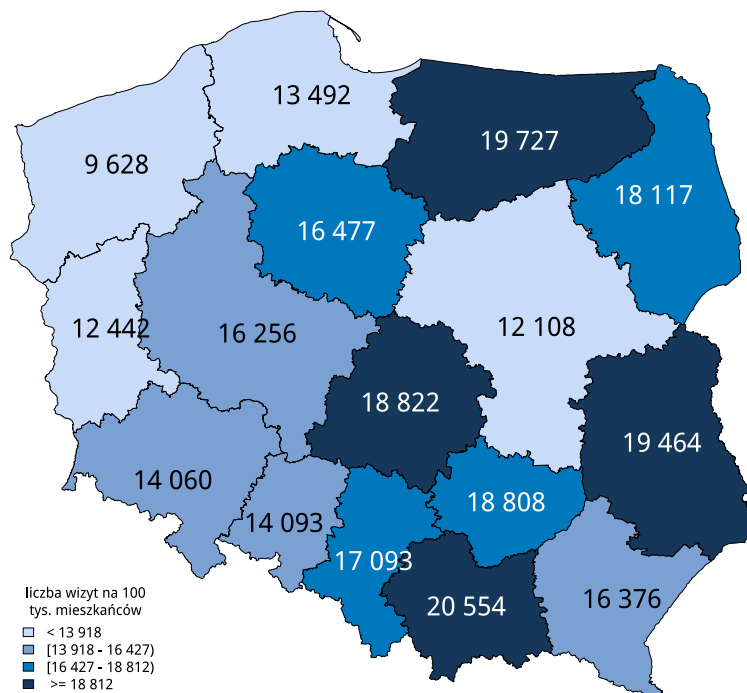 13 492
19 727
9 628
18 117
16 477
12 442
16 256
12 108
18 822
19 464
14 060
18 808
14 093
17 093
20 554
16 376
liczba wizyt na 100
tys. mieszkańców
< 13 918
[13 918 - 16 427)
[16 427 - 18 812)
>= 18 812